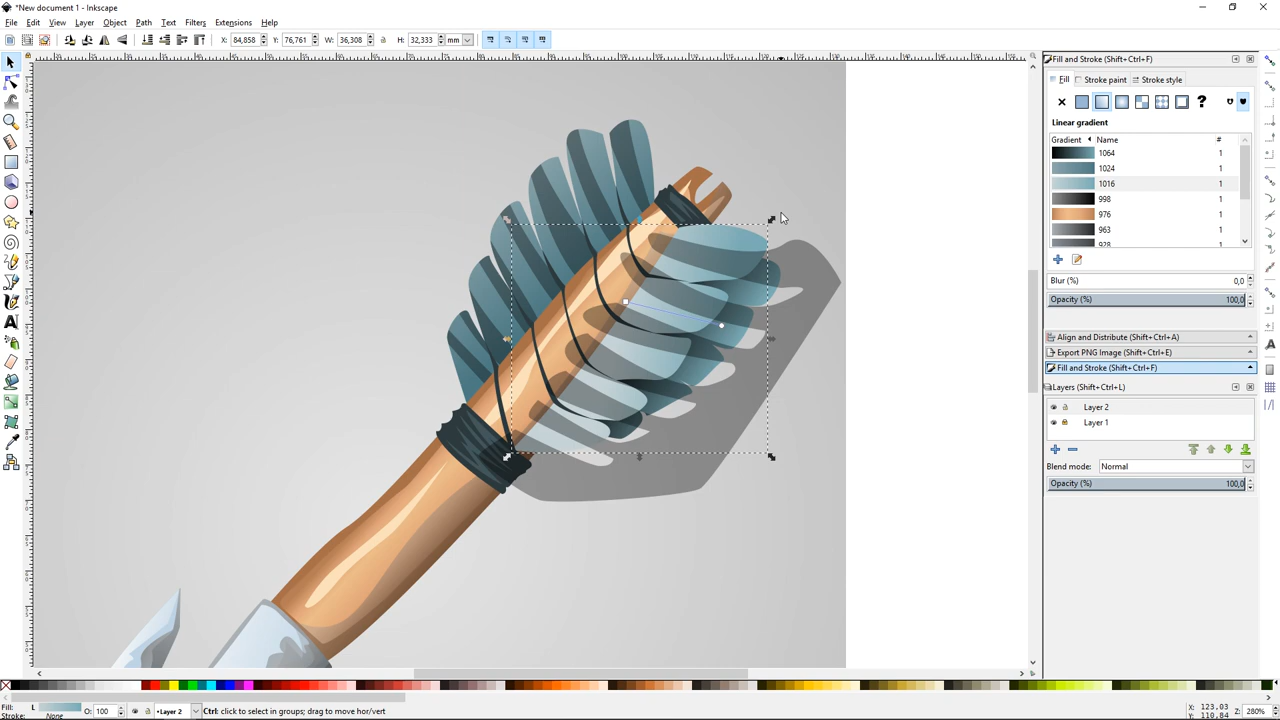 *New document 1 - Inkscape
File Edit View Layer Object Path Text Filters Extensions Help
X: 84,858 Y: 76,761 W: 36,308 H: 32,333 mm
Fill and Stroke (Shift+Ctrl+F)
Fill Stroke paint Stroke style
?
Linear gradient
Gradient Name #
1064 1
1024 1
1016 1
998 1
976 1
963 1
928 1
Blur (%) 0,0
Opacity (%) 100,0
Align and Distribute (Shift+Ctrl+A)
Export PNG Image (Shift+Ctrl+E)
Fill and Stroke (Shift+Ctrl+F)
Layers (Shift+Ctrl+L)
Layer 2
Layer 1
Blend mode: Normal
Opacity (%) 100,0
Fill: L O: 100 •Layer 2 Ctrl: click to select in groups; drag to move hor/vert X: 123,03 Z: 280%
Stroke: None Y: 110,84